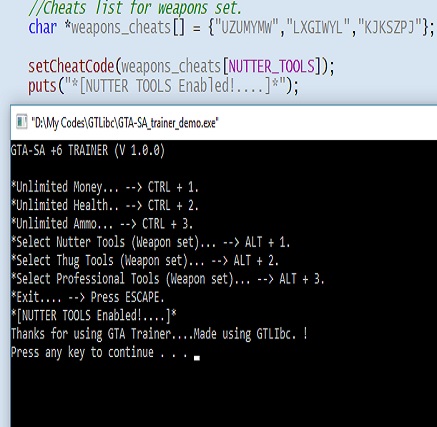 //Cheats list for weapons set.
char *weapons_cheats[] = {"UZUMYMW","LXGIWYL","KJKSZPJ"};
setCheatCode(weapons_cheats[NUTTER_TOOLS]);
puts("*[NUTTER TOOLS Enabled!....]*");
"D:\My Codes\GTLibc\GTA-SA_trainer_demo.exe"
GTA-SA +6 TRAINER (V 1.0.0)
*Unlimited Money... --> CTRL + 1.
*Unlimited Health.. --> CTRL + 2.
*Unlimited Ammo... --> CTRL + 3.
*Select Nutter Tools (Weapon set)... --> ALT + 1.
*Select Thug Tools (Weapon set)... --> ALT + 2.
*Select Professional Tools (Weapon set)... --> ALT + 3.
*Exit.... --> Press ESCAPE.
*[NUTTER TOOLS Enabled!....]*
Thanks for using GTA Trainer....Made using GTLIbc. !
Press any key to continue . . .